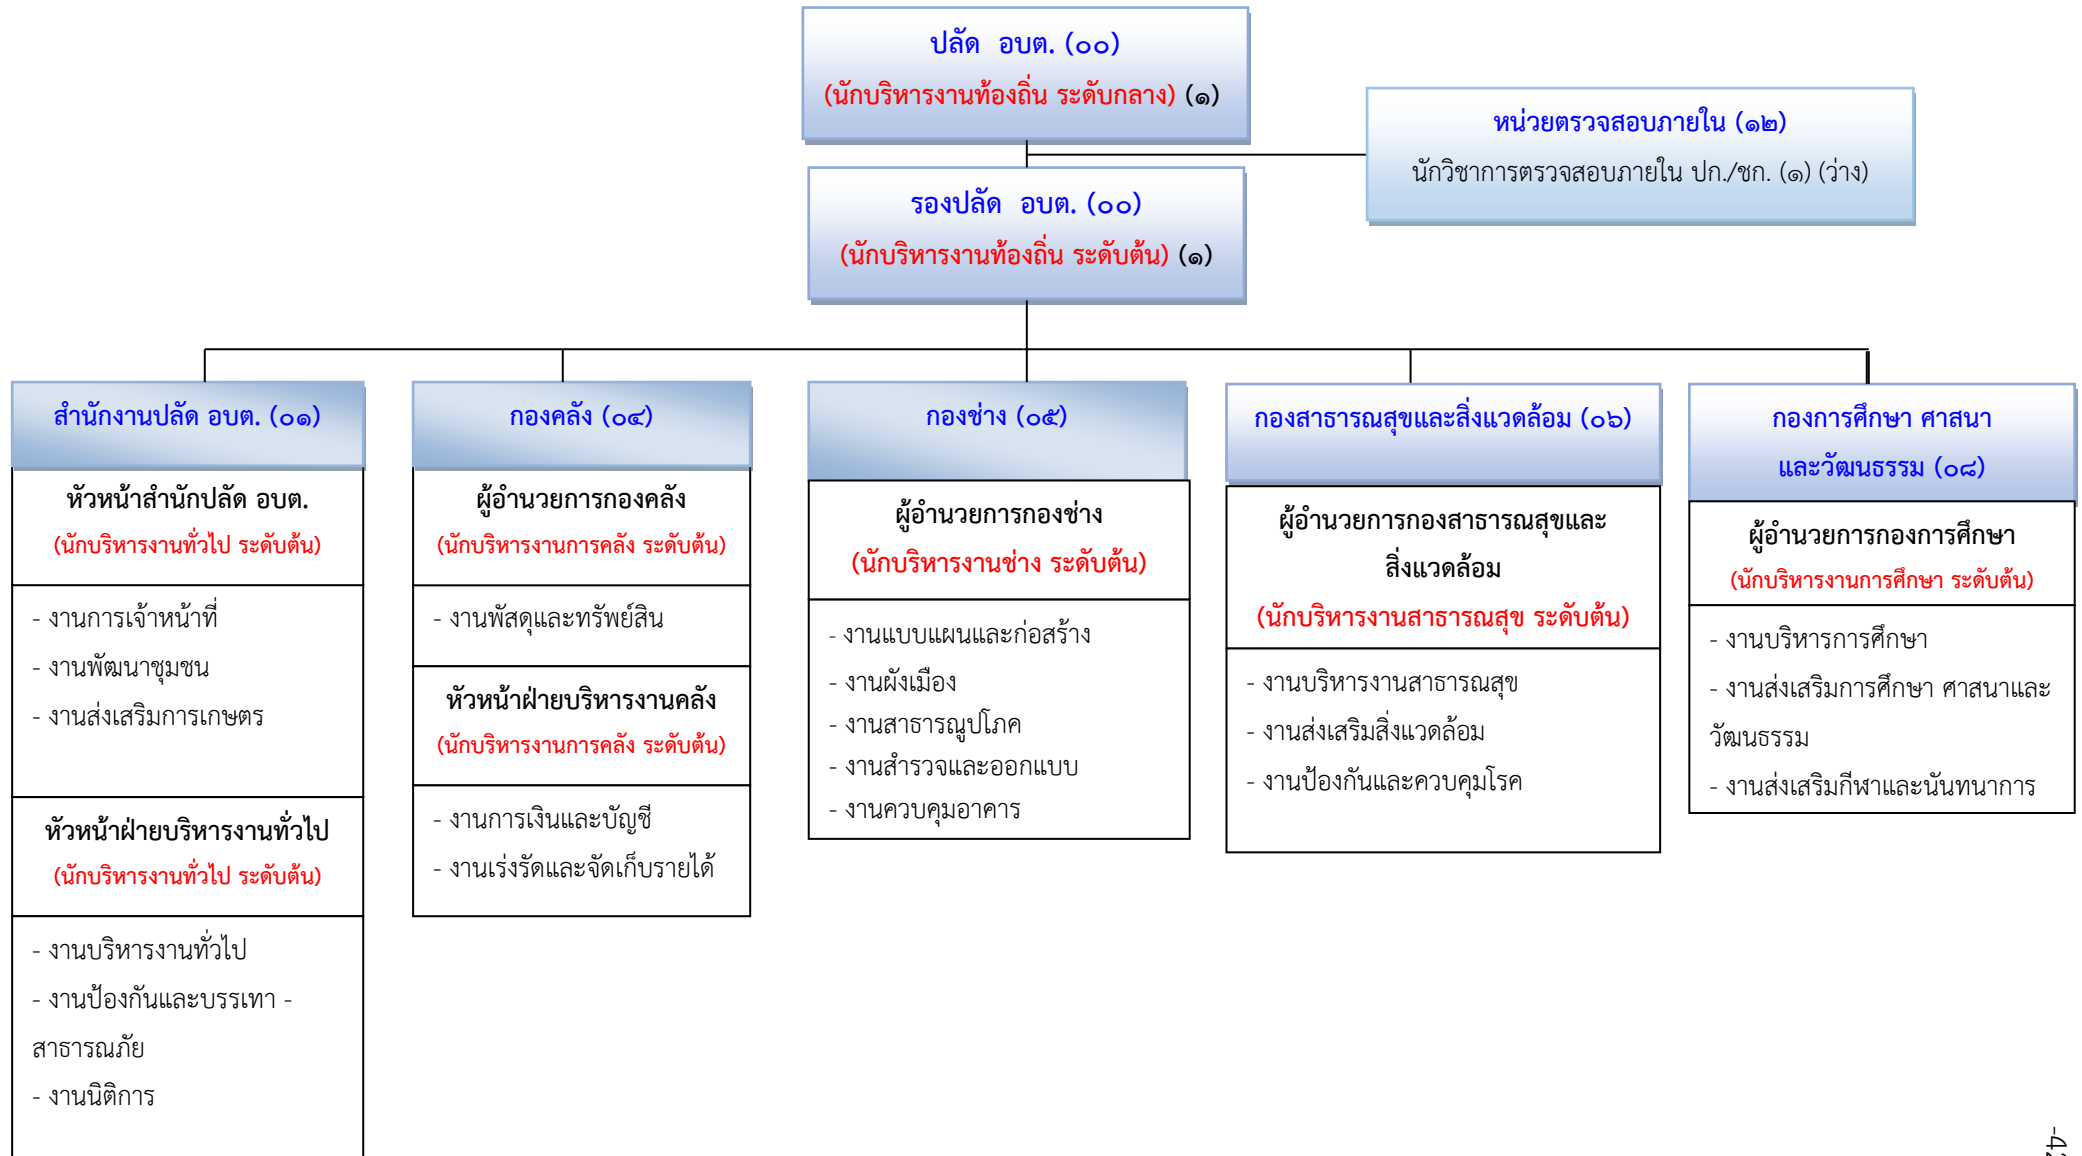 ปลัด อบต. (๐๐)
(นักบริหารงานท้องถิ่น ระดับกลาง) (๑)
หน่วยตรวจสอบภายใน (๑๒)
นักวิชาการตรวจสอบภายใน ปก./ชก. (๑) (ว่าง)
รองปลัด อบต. (๐๐)
(นักบริหารงานท้องถิ่น ระดับต้น) (๑)
สำนักงานปลัด อบต. (๐๑)
หัวหน้าสำนักปลัด อบต.
(นักบริหารงานทั่วไป ระดับต้น)
- งานการเจ้าหน้าที่
- งานพัฒนาชุมชน
- งานส่งเสริมการเกษตร
หัวหน้าฝ่ายบริหารงานทั่วไป
(นักบริหารงานทั่วไป ระดับต้น)
- งานบริหารงานทั่วไป
- งานป้องกันและบรรเทา -
สาธารณภัย
- งานนิติการ
กองคลัง (๐๔)
ผู้อำนวยการกองคลัง
(นักบริหารงานการคลัง ระดับต้น)
- งานพัสดุและทรัพย์สิน
หัวหน้าฝ่ายบริหารงานคลัง
(นักบริหารงานการคลัง ระดับต้น)
- งานการเงินและบัญชี
- งานเร่งรัดและจัดเก็บรายได้
กองช่าง (๐๕)
ผู้อำนวยการกองช่าง
(นักบริหารงานช่าง ระดับต้น)
- งานแบบแผนและก่อสร้าง
- งานผังเมือง
- งานสาธารณูปโภค
- งานสำรวจและออกแบบ
- งานควบคุมอาคาร
กองสาธารณสุขและสิ่งแวดล้อม (๐๖)
ผู้อำนวยการกองสาธารณสุขและ
สิ่งแวดล้อม
(นักบริหารงานสาธารณสุข ระดับต้น)
- งานบริหารงานสาธารณสุข
- งานส่งเสริมสิ่งแวดล้อม
- งานป้องกันและควบคุมโรค
กองการศึกษา ศาสนา
และวัฒนธรรม (๐๘)
ผู้อำนวยการกองการศึกษา
(นักบริหารงานการศึกษา ระดับต้น)
- งานบริหารการศึกษา
- งานส่งเสริมการศึกษา ศาสนาและ
วัฒนธรรม
- งานส่งเสริมกีฬาและนันทนาการ